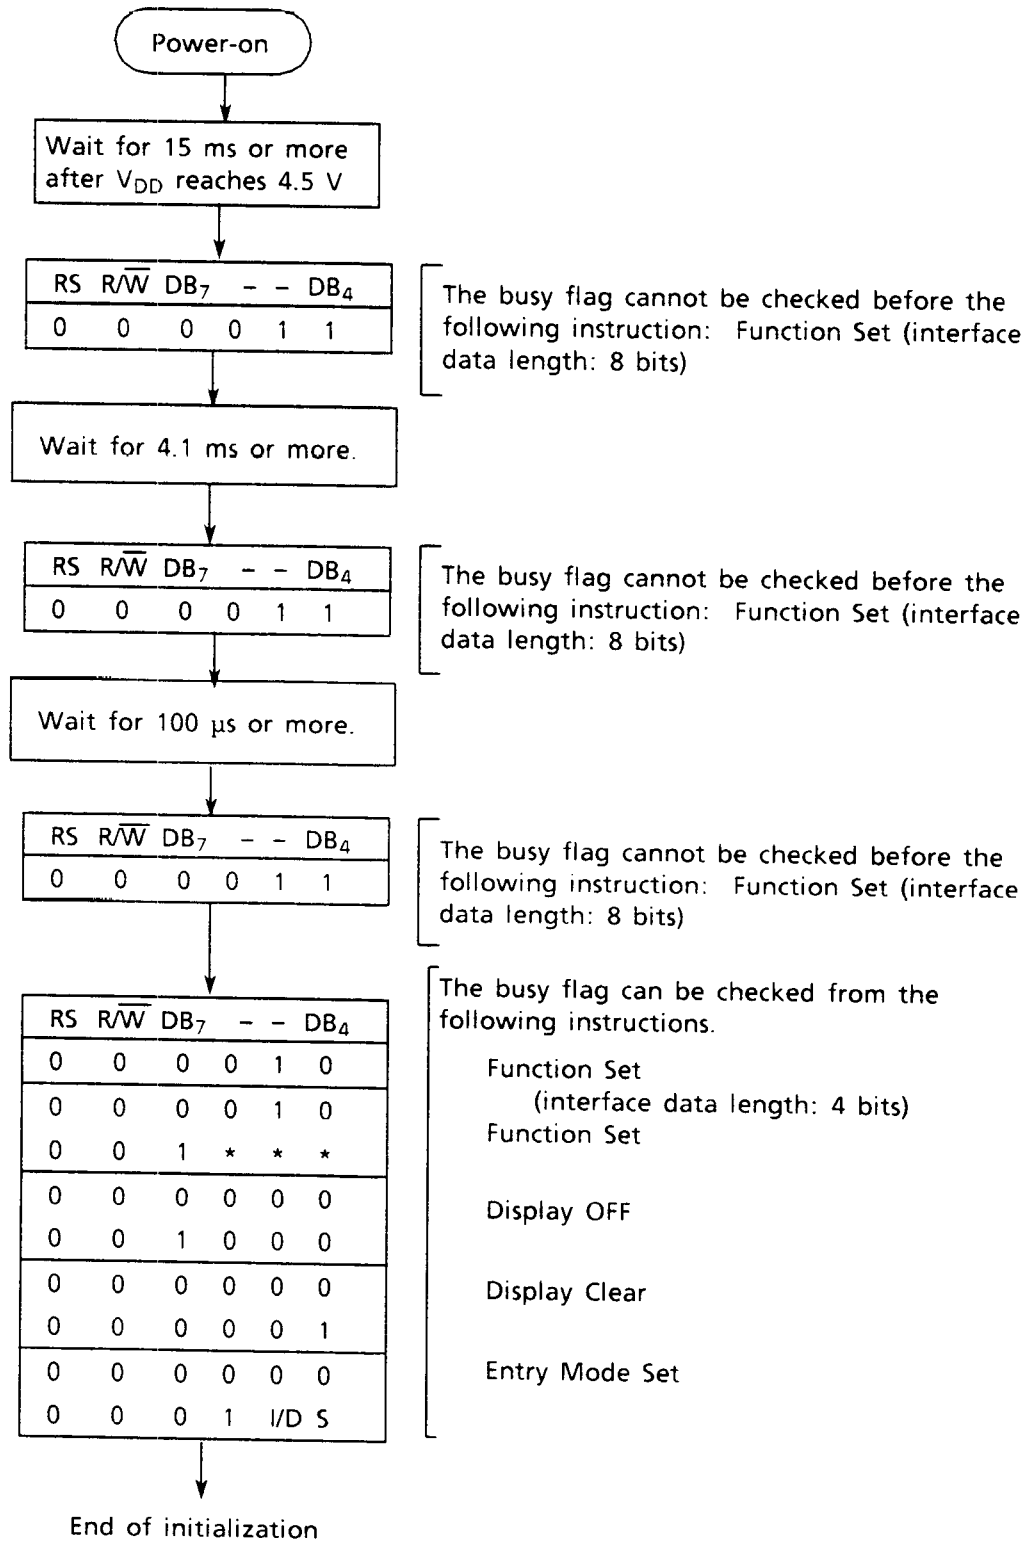 Power-on
Wait for 15 ms or more
after VDD reaches 4.5 V
RS R/W̅ DB7 - - DB4
0 0 0 0 1 1
The busy flag cannot be checked before the
following instruction: Function Set (interface
data length: 8 bits)
Wait for 4.1 ms or more.
RS R/W̅ DB7 - - DB4
0 0 0 0 1 1
The busy flag cannot be checked before the
following instruction: Function Set (interface
data length: 8 bits)
Wait for 100 µs or more.
RS R/W̅ DB7 - - DB4
0 0 0 0 1 1
The busy flag cannot be checked before the
following instruction: Function Set (interface
data length: 8 bits)
RS R/W̅ DB7 - - DB4
0 0 0 0 1 0
0 0 0 0 1 0
0 0 1 * * *
0 0 0 0 0 0
0 0 1 0 0 0
0 0 0 0 0 0
0 0 0 0 0 1
0 0 0 0 0 0
0 0 0 1 I/D S
The busy flag can be checked from the
following instructions.
Function Set
(interface data length: 4 bits)
Function Set
Display OFF
Display Clear
Entry Mode Set
End of initialization